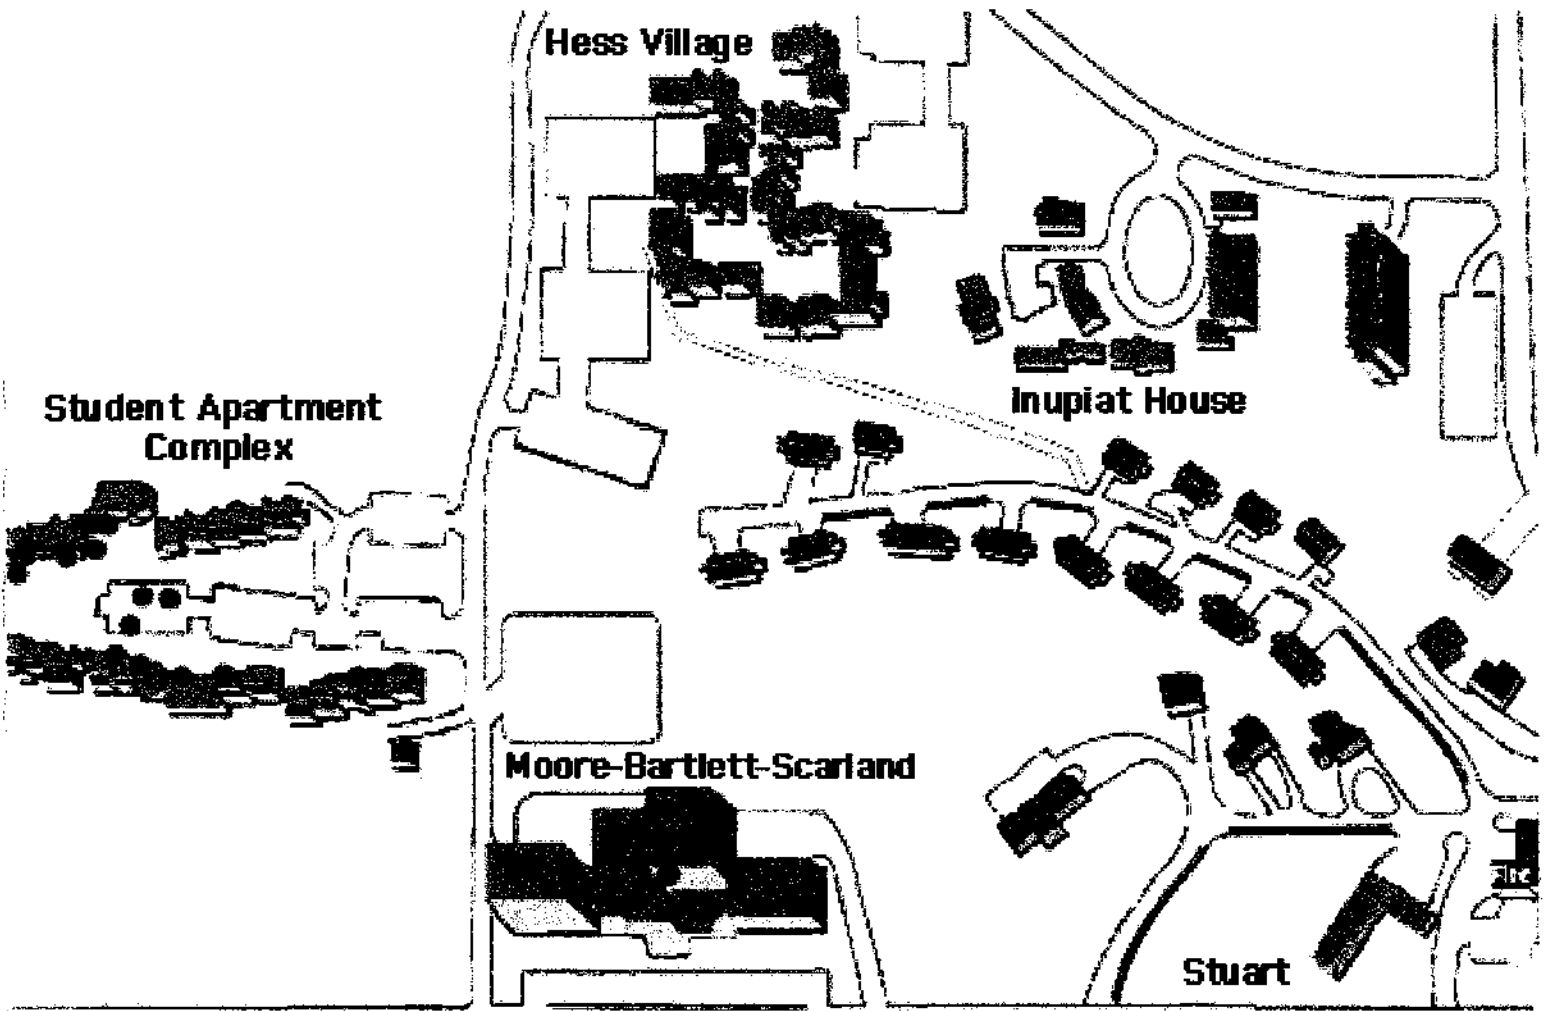 Hess Village
Student Apartment
Complex
Inupiat House
Moore-Bartlett-Scarland
Stuart